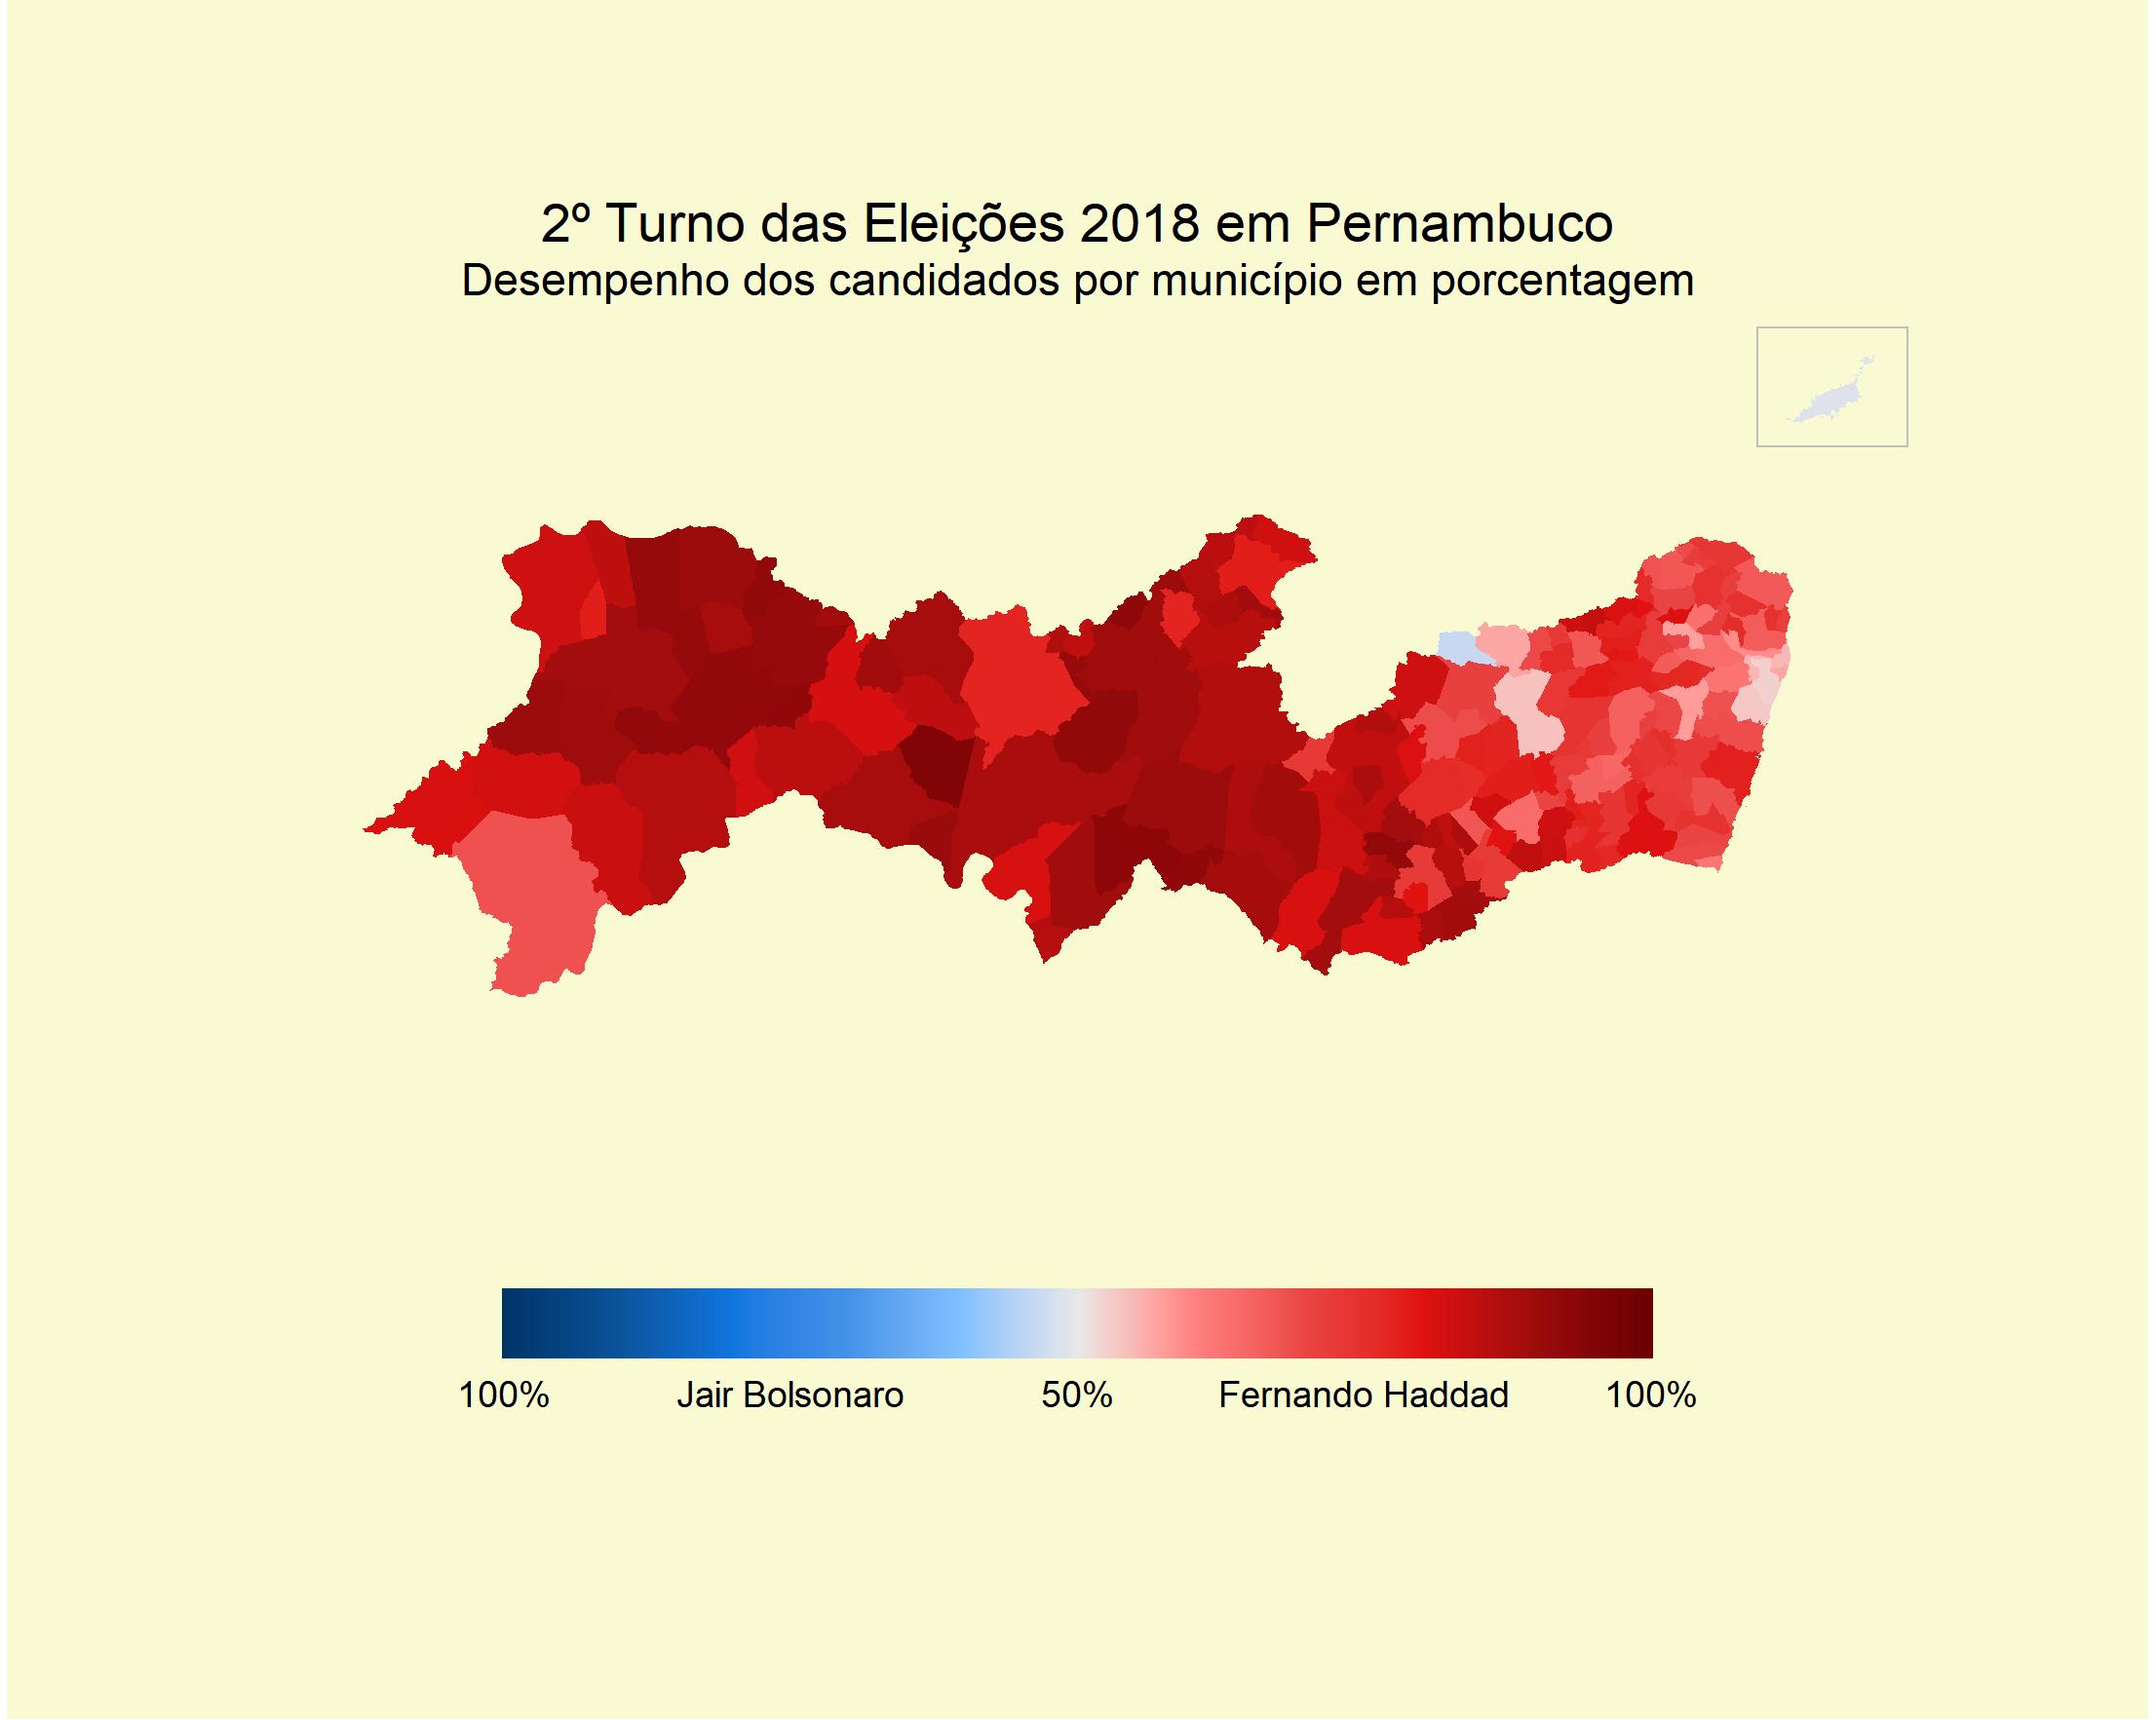 2º Turno das Eleições 2018 em Pernambuco
Desempenho dos candidados por município em porcentagem
100% Jair Bolsonaro 50% Fernando Haddad 100%